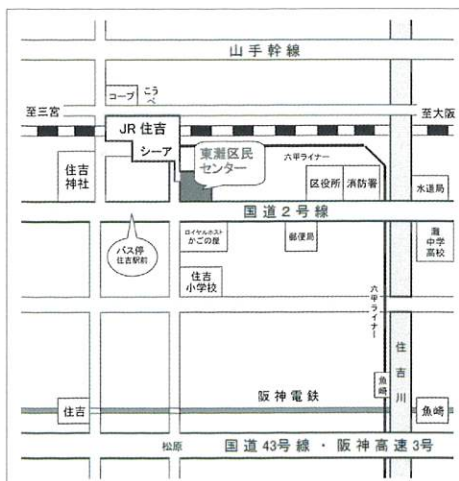 山手幹線
コープ
こうべ
至三宮
至大阪
JR 住吉
シーア
東灘区民
センター
六甲ライナー
住吉
神社
区役所
消防署
水道局
国道2号線
バス停
住吉駅前
ロイヤルホスト
かごの屋
郵便局
灘
中学
高校
住吉
小学校
六甲ライナー
住吉川
魚崎
阪神電鉄
住吉
魚崎
松原
国道43号線・阪神高速3号